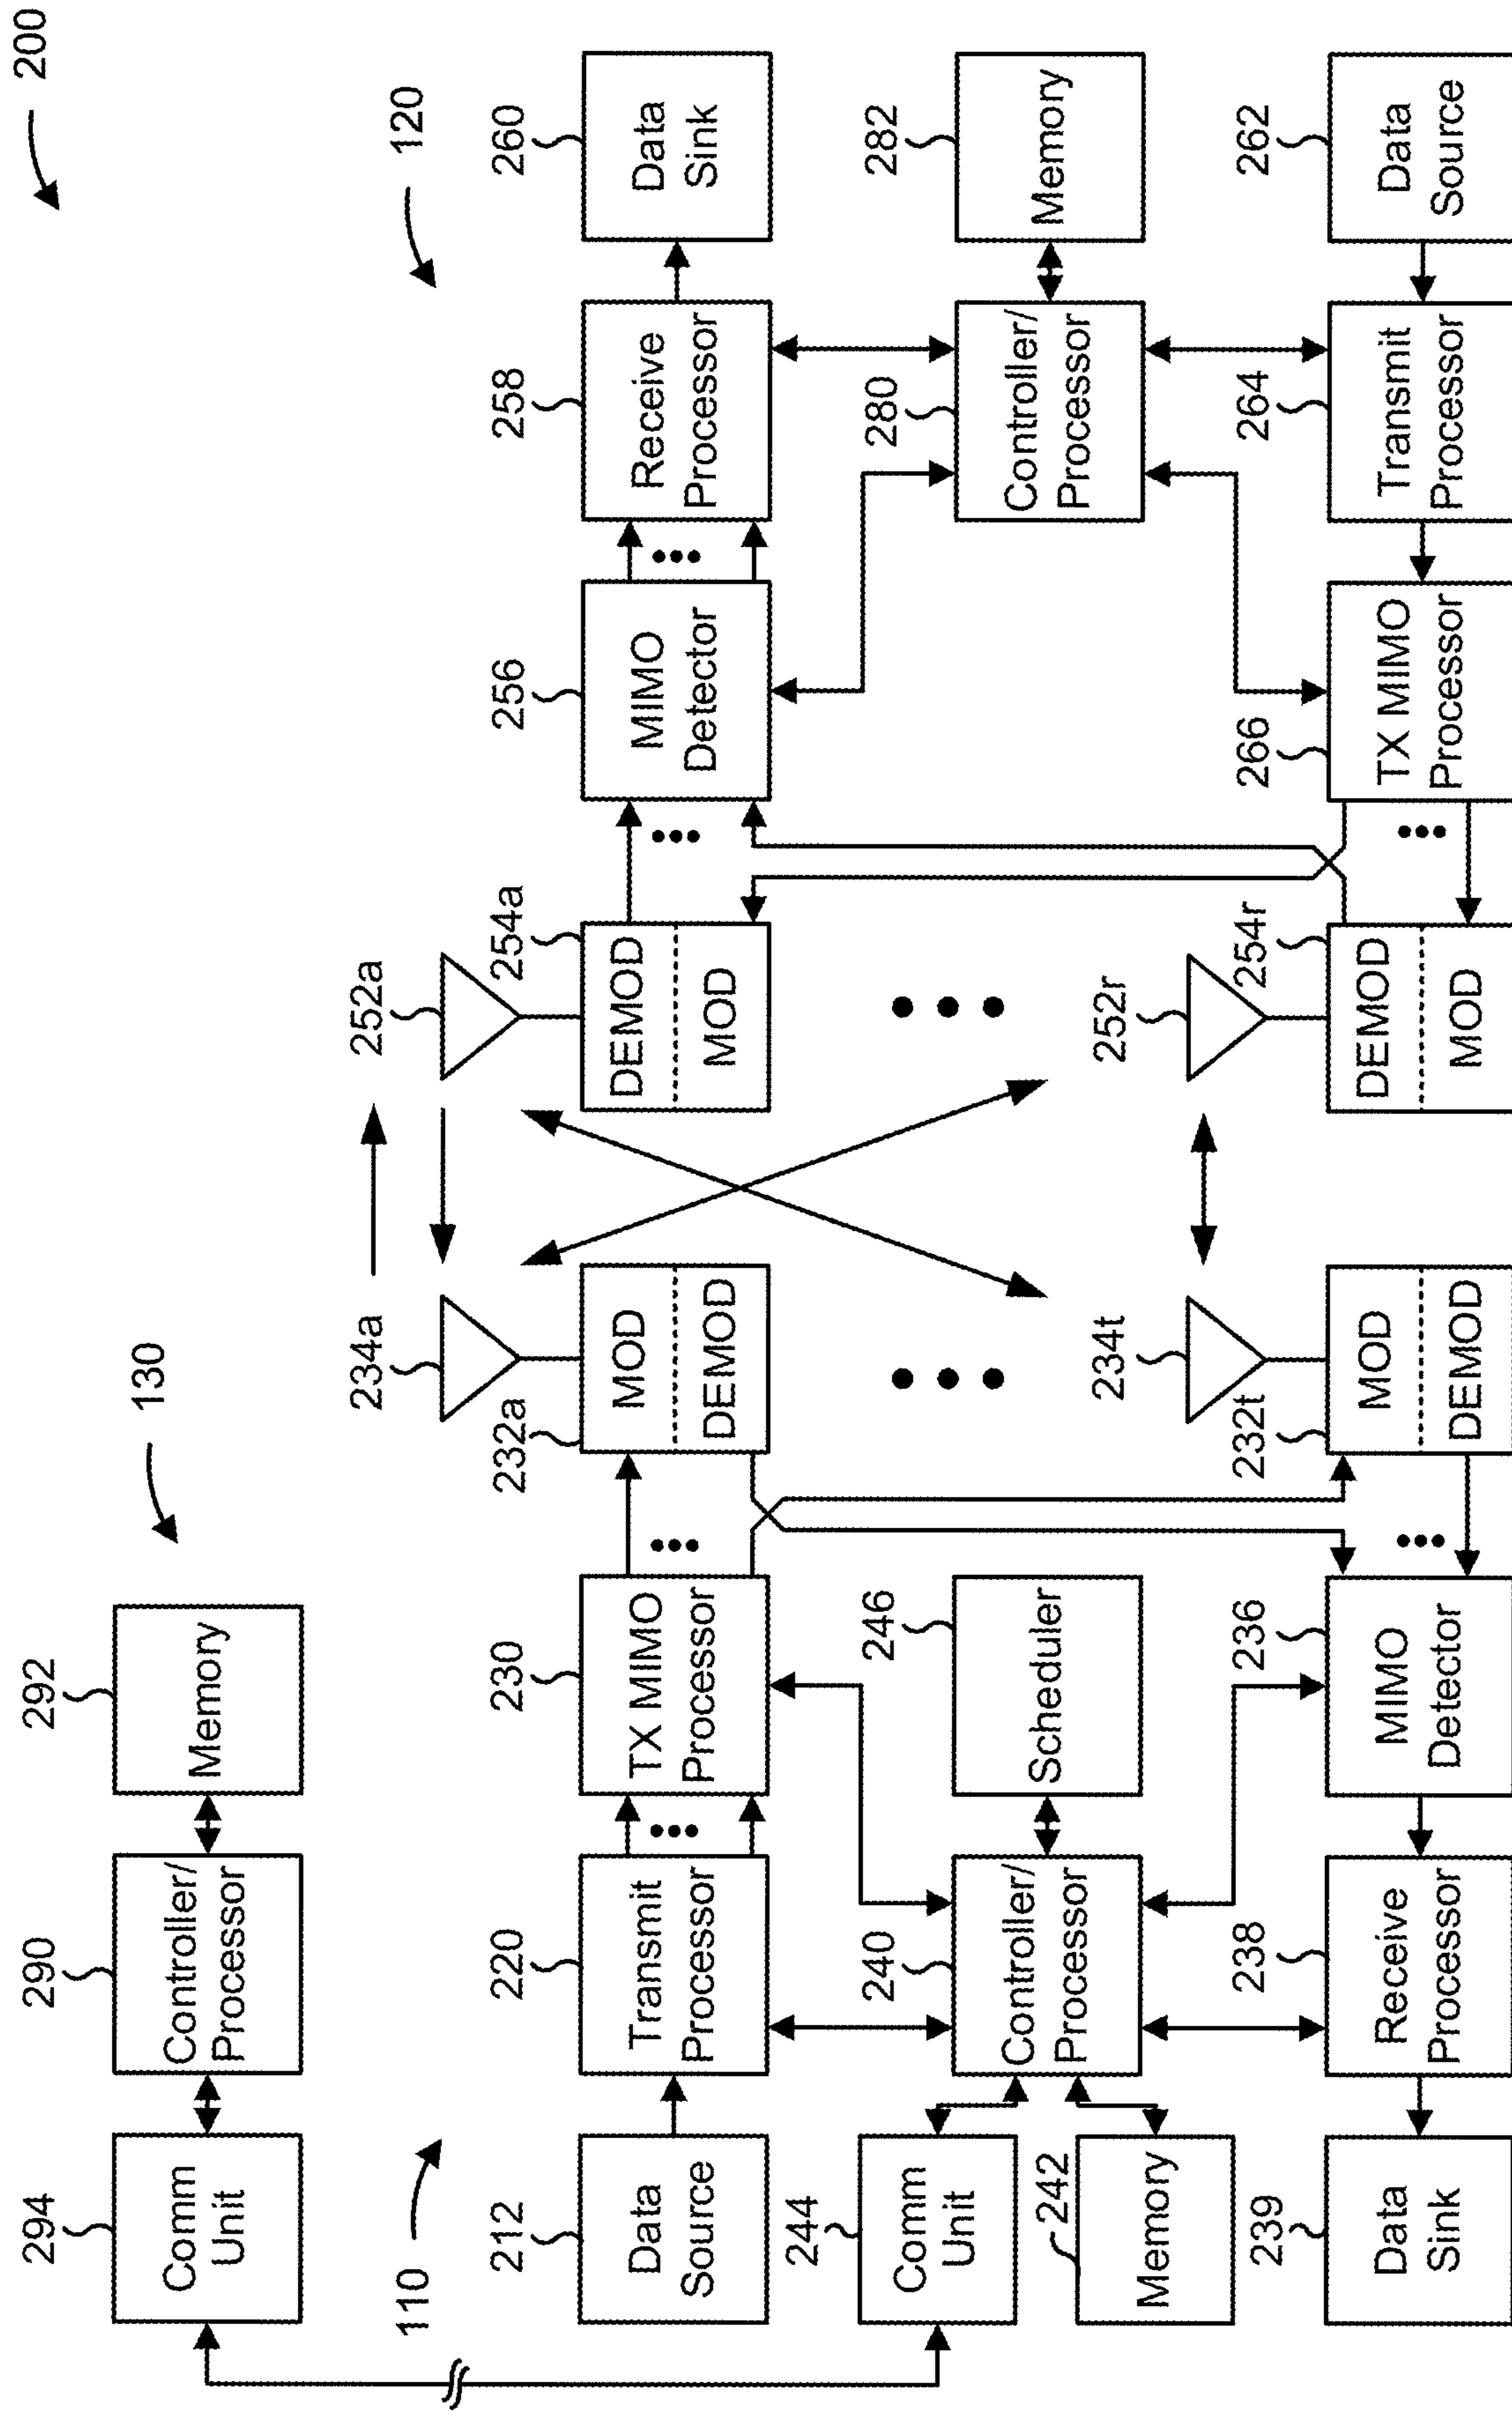 200
130
292
Memory
290
Controller/
Processor
294
Comm
Unit
110
120
212
Data
Source
220
Transmit
Processor
230
TX MIMO
Processor
232a
MOD
DEMOD
234a
252a
254a
DEMOD
MOD
256
MIMO
Detector
258
Receive
Processor
260
Data
Sink
244
Comm
Unit
242
Memory
240
Controller/
Processor
246
Scheduler
280
Controller/
Processor
282
Memory
239
Data
Sink
238
Receive
Processor
236
MIMO
Detector
232t
MOD
DEMOD
234t
252r
254r
DEMOD
MOD
266
TX MIMO
Processor
264
Transmit
Processor
262
Data
Source